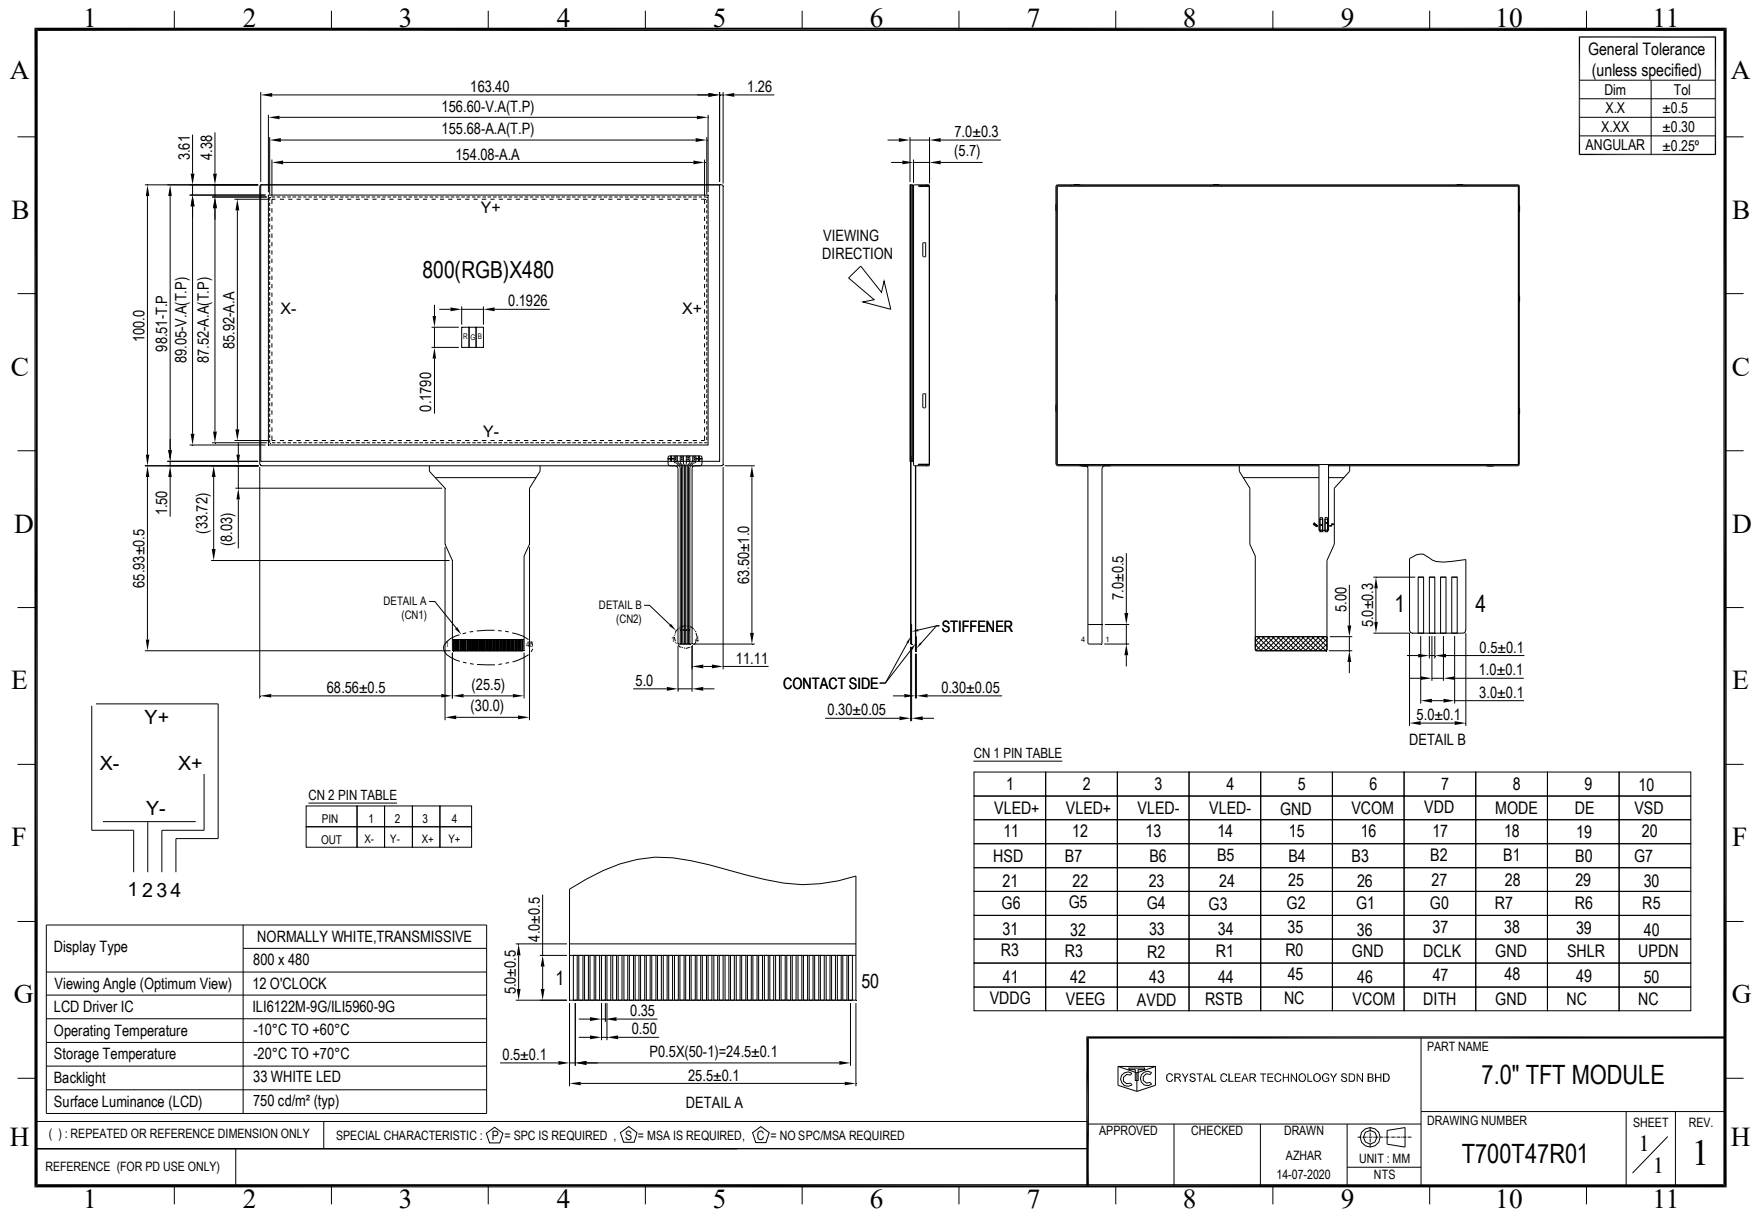 1 2 3 4 5 6 7 8 9 10 11
A A
B B
C C
D D
E E
F F
G G
H H
General Tolerance
(unless specified)
Dim Tol
X.X ±0.5
X.XX ±0.30
ANGULAR ±0.25°
163.40
1.26
156.60-V.A(T.P)
155.68-A.A(T.P)
154.08-A.A
3.61
4.38
100.0
98.51-T.P
89.05-V.A(T.P)
87.52-A.A(T.P)
85.92-A.A
Y+
800(RGB)X480
X-
X+
0.1926
R G B
0.1790
Y-
1.50
(33.72)
(8.03)
65.93±0.5
63.50±1.0
DETAIL A
(CN1)
DETAIL B
(CN2)
68.56±0.5
(25.5)
(30.0)
5.0
11.11
7.0±0.3
(5.7)
VIEWING
DIRECTION
STIFFENER
CONTACT SIDE
0.30±0.05
0.30±0.05
7.0±0.5
4 1
5.00
5.0±0.3
1 4
0.5±0.1
1.0±0.1
3.0±0.1
5.0±0.1
DETAIL B
Y+
X- X+
Y-
1 2 3 4
CN 2 PIN TABLE
PIN 1 2 3 4
OUT X- Y- X+ Y+
CN 1 PIN TABLE
1 2 3 4 5 6 7 8 9 10
VLED+ VLED+ VLED- VLED- GND VCOM VDD MODE DE VSD
11 12 13 14 15 16 17 18 19 20
HSD B7 B6 B5 B4 B3 B2 B1 B0 G7
21 22 23 24 25 26 27 28 29 30
G6 G5 G4 G3 G2 G1 G0 R7 R6 R5
31 32 33 34 35 36 37 38 39 40
R3 R3 R2 R1 R0 GND DCLK GND SHLR UPDN
41 42 43 44 45 46 47 48 49 50
VDDG VEEG AVDD RSTB NC VCOM DITH GND NC NC
Display Type NORMALLY WHITE,TRANSMISSIVE
800 x 480
Viewing Angle (Optimum View) 12 O'CLOCK
LCD Driver IC ILI6122M-9G/ILI5960-9G
Operating Temperature -10°C TO +60°C
Storage Temperature -20°C TO +70°C
Backlight 33 WHITE LED
Surface Luminance (LCD) 750 cd/m² (typ)
4.0±0.5
5.0±0.5
1 50
0.35
0.50
0.5±0.1
P0.5X(50-1)=24.5±0.1
25.5±0.1
DETAIL A
( ) : REPEATED OR REFERENCE DIMENSION ONLY
SPECIAL CHARACTERISTIC : P = SPC IS REQUIRED , S = MSA IS REQUIRED, C = NO SPC/MSA REQUIRED
REFERENCE (FOR PD USE ONLY)
CTC CRYSTAL CLEAR TECHNOLOGY SDN BHD
PART NAME
7.0" TFT MODULE
APPROVED
CHECKED
DRAWN
AZHAR
14-07-2020
UNIT : MM
NTS
DRAWING NUMBER
T700T47R01
SHEET
1/1
REV.
1
1 2 3 4 5 6 7 8 9 10 11